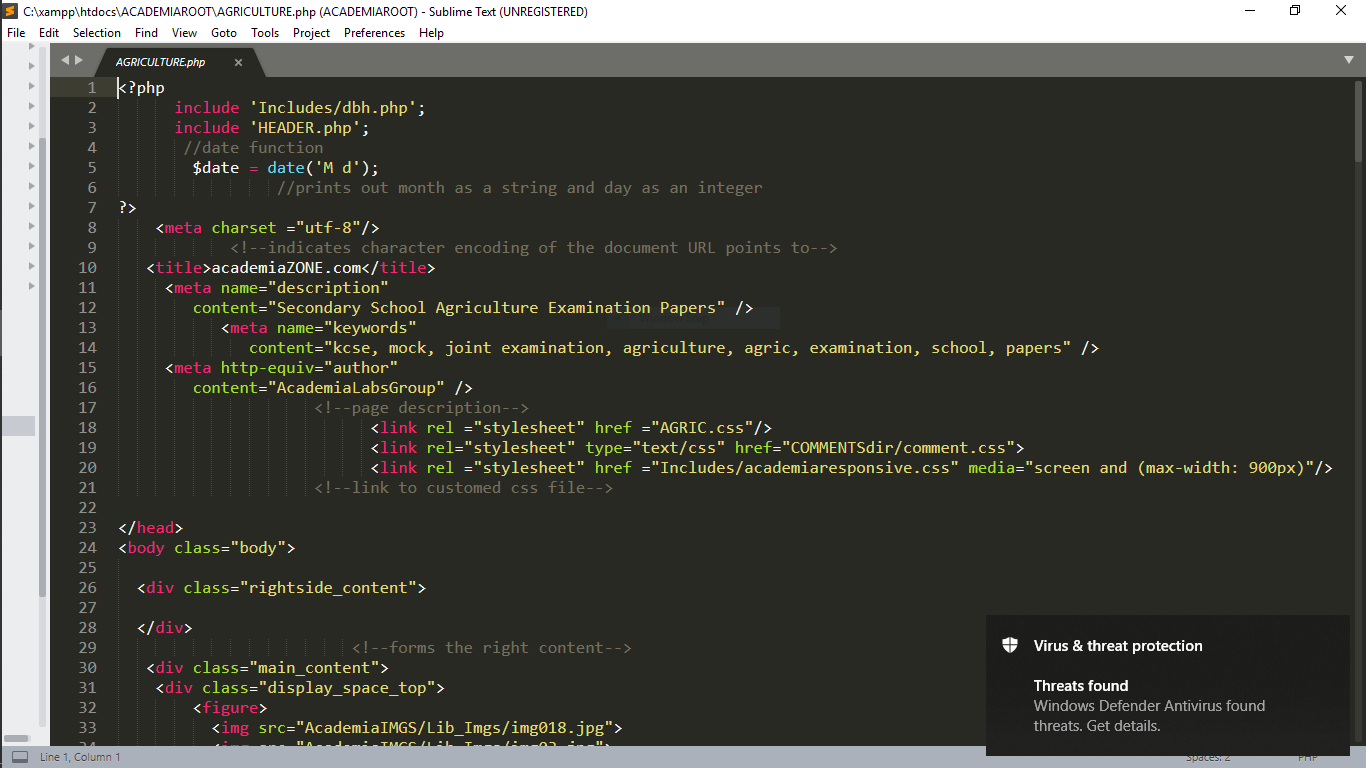 C:\xampp\htdocs\ACADEMIAROOT\AGRICULTURE.php (ACADEMIAROOT) - Sublime Text (UNREGISTERED)
File Edit Selection Find View Goto Tools Project Preferences Help
AGRICULTURE.php
1 <?php
2 include 'Includes/dbh.php';
3 include 'HEADER.php';
4 //date function
5 $date = date('M d');
6 //prints out month as a string and day as an integer
7 ?>
8 <meta charset ="utf-8"/>
9 <!--indicates character encoding of the document URL points to-->
10 <title>academiaZONE.com</title>
11 <meta name="description"
12 content="Secondary School Agriculture Examination Papers" />
13 <meta name="keywords"
14 content="kcse, mock, joint examination, agriculture, agric, examination, school, papers" />
15 <meta http-equiv="author"
16 content="AcademiaLabsGroup" />
17 <!--page description-->
18 <link rel ="stylesheet" href ="AGRIC.css"/>
19 <link rel="stylesheet" type="text/css" href="COMMENTSdir/comment.css">
20 <link rel ="stylesheet" href ="Includes/academiaresponsive.css" media="screen and (max-width: 900px)"/>
21 <!--link to customed css file-->
22
23 </head>
24 <body class="body">
25
26 <div class="rightside_content">
27
28 </div>
29 <!--forms the right content-->
30 <div class="main_content">
31 <div class="display_space_top">
32 <figure>
33 <img src="AcademiaIMGS/Lib_Imgs/img018.jpg">
Virus & threat protection
Threats found
Windows Defender Antivirus found
threats. Get details.
Line 1, Column 1
Spaces: 2
PHP